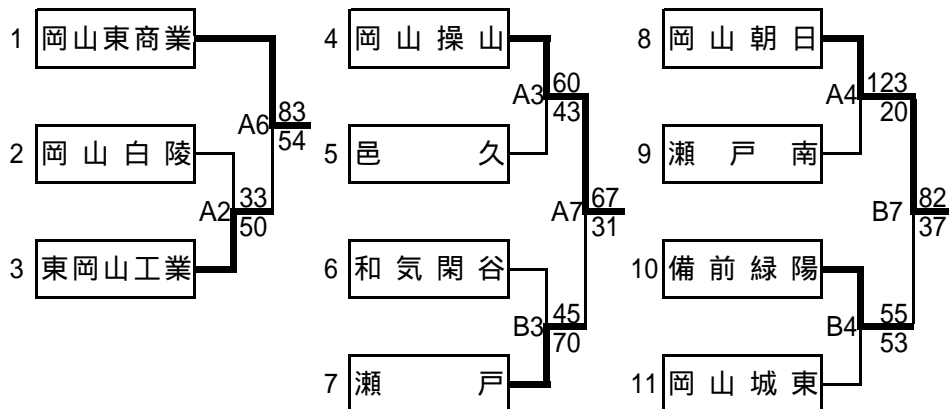 1 岡山東商業
2 岡山白陵
3 東岡山工業
A6 83
54
A2 33
50
4 岡山操山
5 邑久
6 和気閑谷
7 瀬戸
A3 60
43
A7 67
31
B3 45
70
8 岡山朝日
9 瀬戸南
10 備前緑陽
11 岡山城東
A4 123
20
B7 82
37
B4 55
53